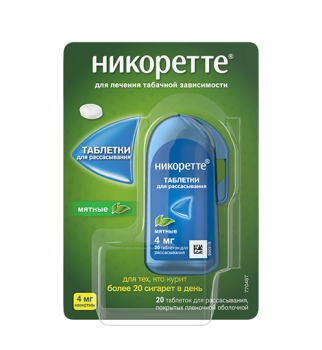 никоретте®
для лечения табачной зависимости
ТАБЛЕТКИ
для рассасывания
мятные
никоретте®
ТАБЛЕТКИ
для рассасывания
мятные
4 мг
20 таблеток для
рассасывания
для тех, кто курит
более 20 сигарет в день
4 мг
никотин
20 таблеток для рассасывания,
покрытых пленочной оболочкой